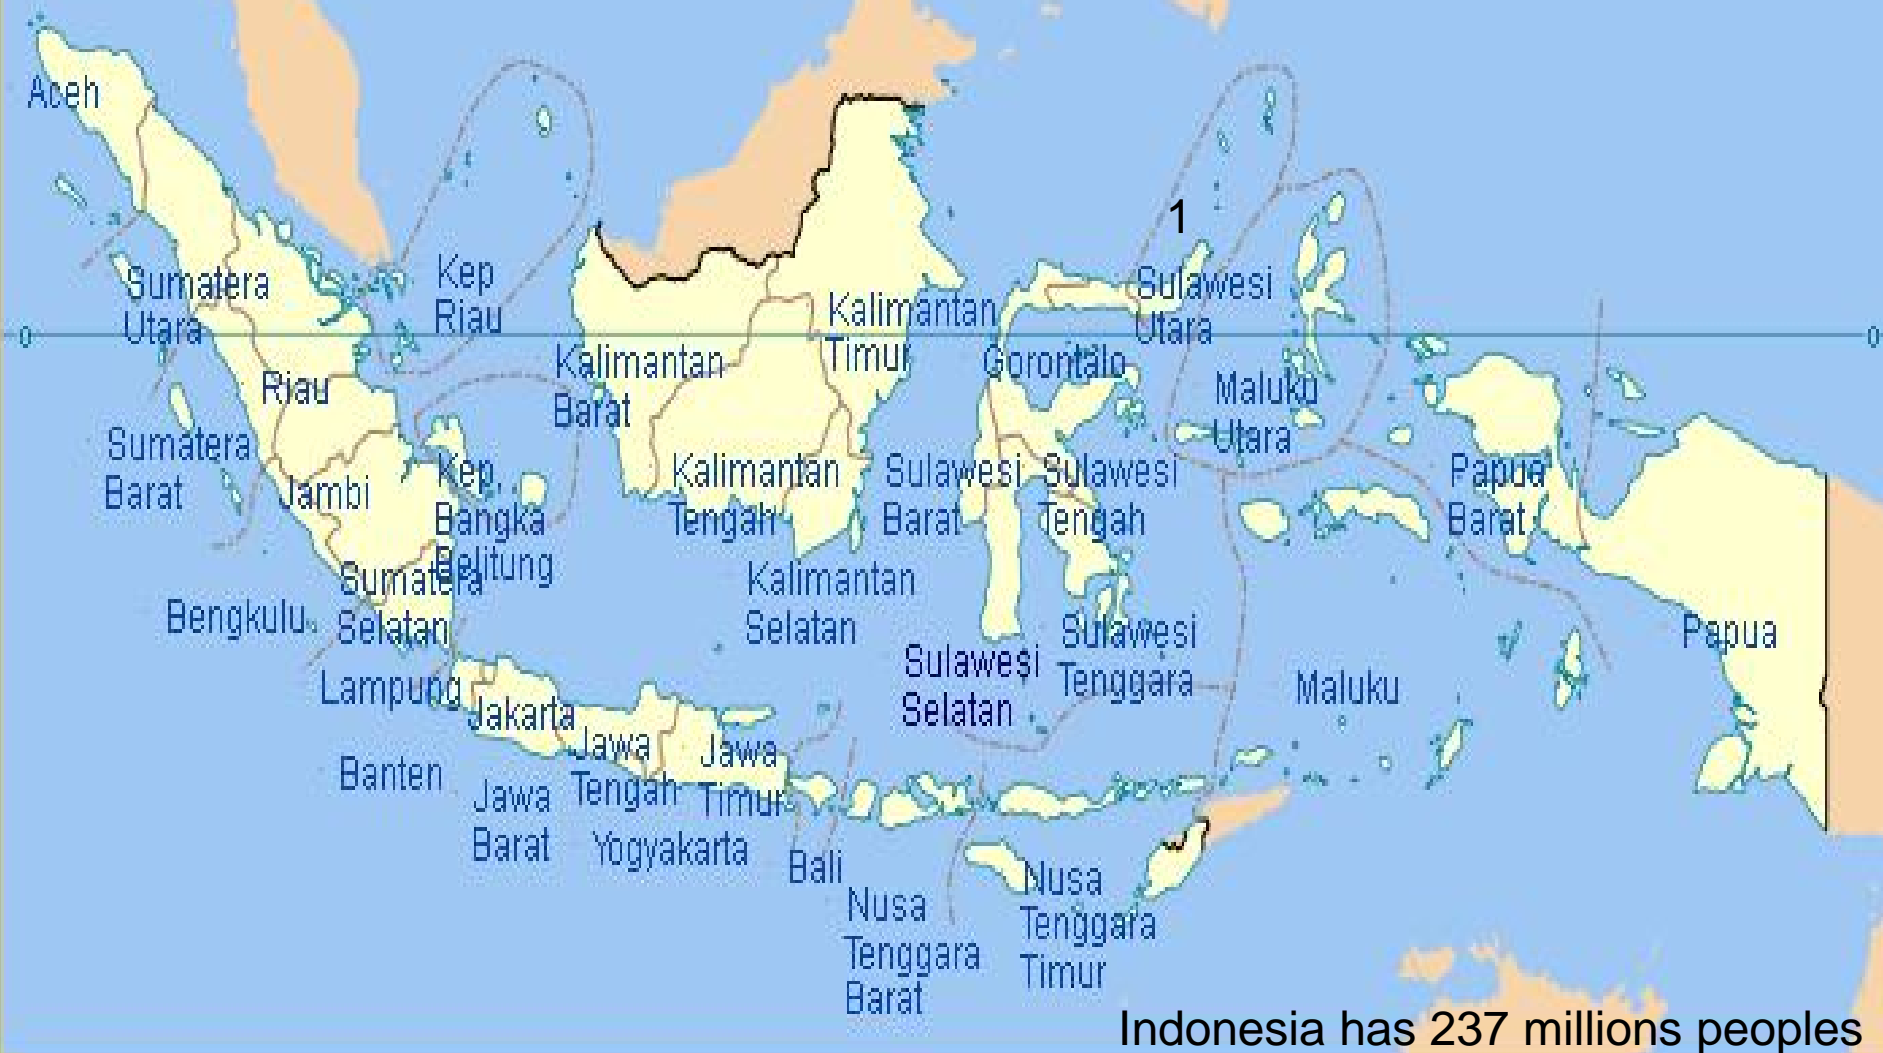 Aceh
1
Kep
Riau
Sumatera
Utara
Sulawesi
Utara
Kalimantan
Timur
0
0
Kalimantan
Barat
Gorontalo
Riau
Maluku
Utara
Sumatera
Barat
Jambi
Kep.
Bangka
Belitung
Kalimantan
Tengah
Sulawesi
Barat
Sulawesi
Tengah
Papua
Barat
Sumatera
Selatan
Bengkulu
Kalimantan
Selatan
Sulawesi
Selatan
Sulawesi
Tenggara
Papua
Lampung
Maluku
Jakarta
Jawa
Tengah
Jawa
Timur
Banten
Jawa
Barat
Yogyakarta
Bali
Nusa
Tenggara
Barat
Nusa
Tenggara
Timur
Indonesia has 237 millions peoples